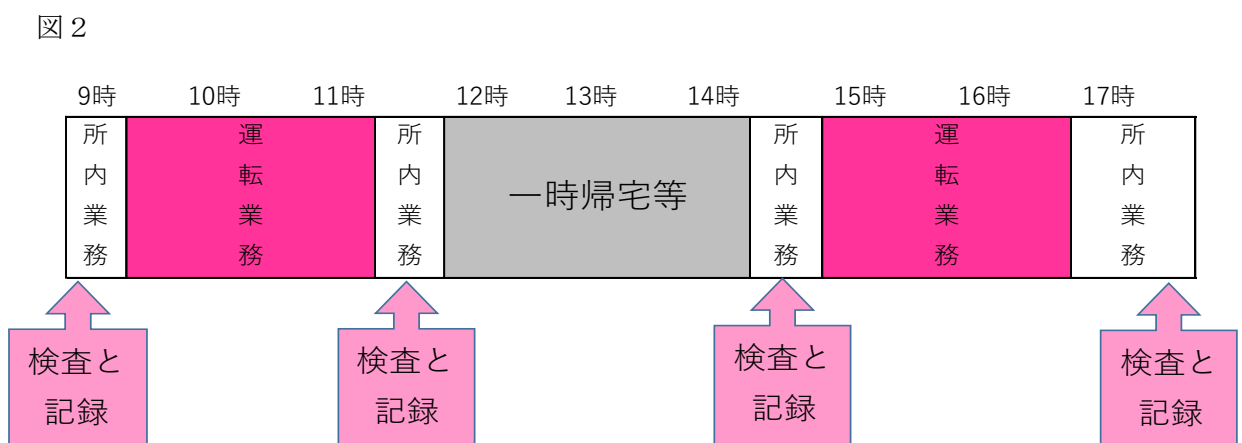 図２
9時 10時 11時 12時 13時 14時 15時 16時 17時
所内業務
運転業務
所内業務
一時帰宅等
所内業務
運転業務
所内業務
検査と
記録
検査と
記録
検査と
記録
検査と
記録